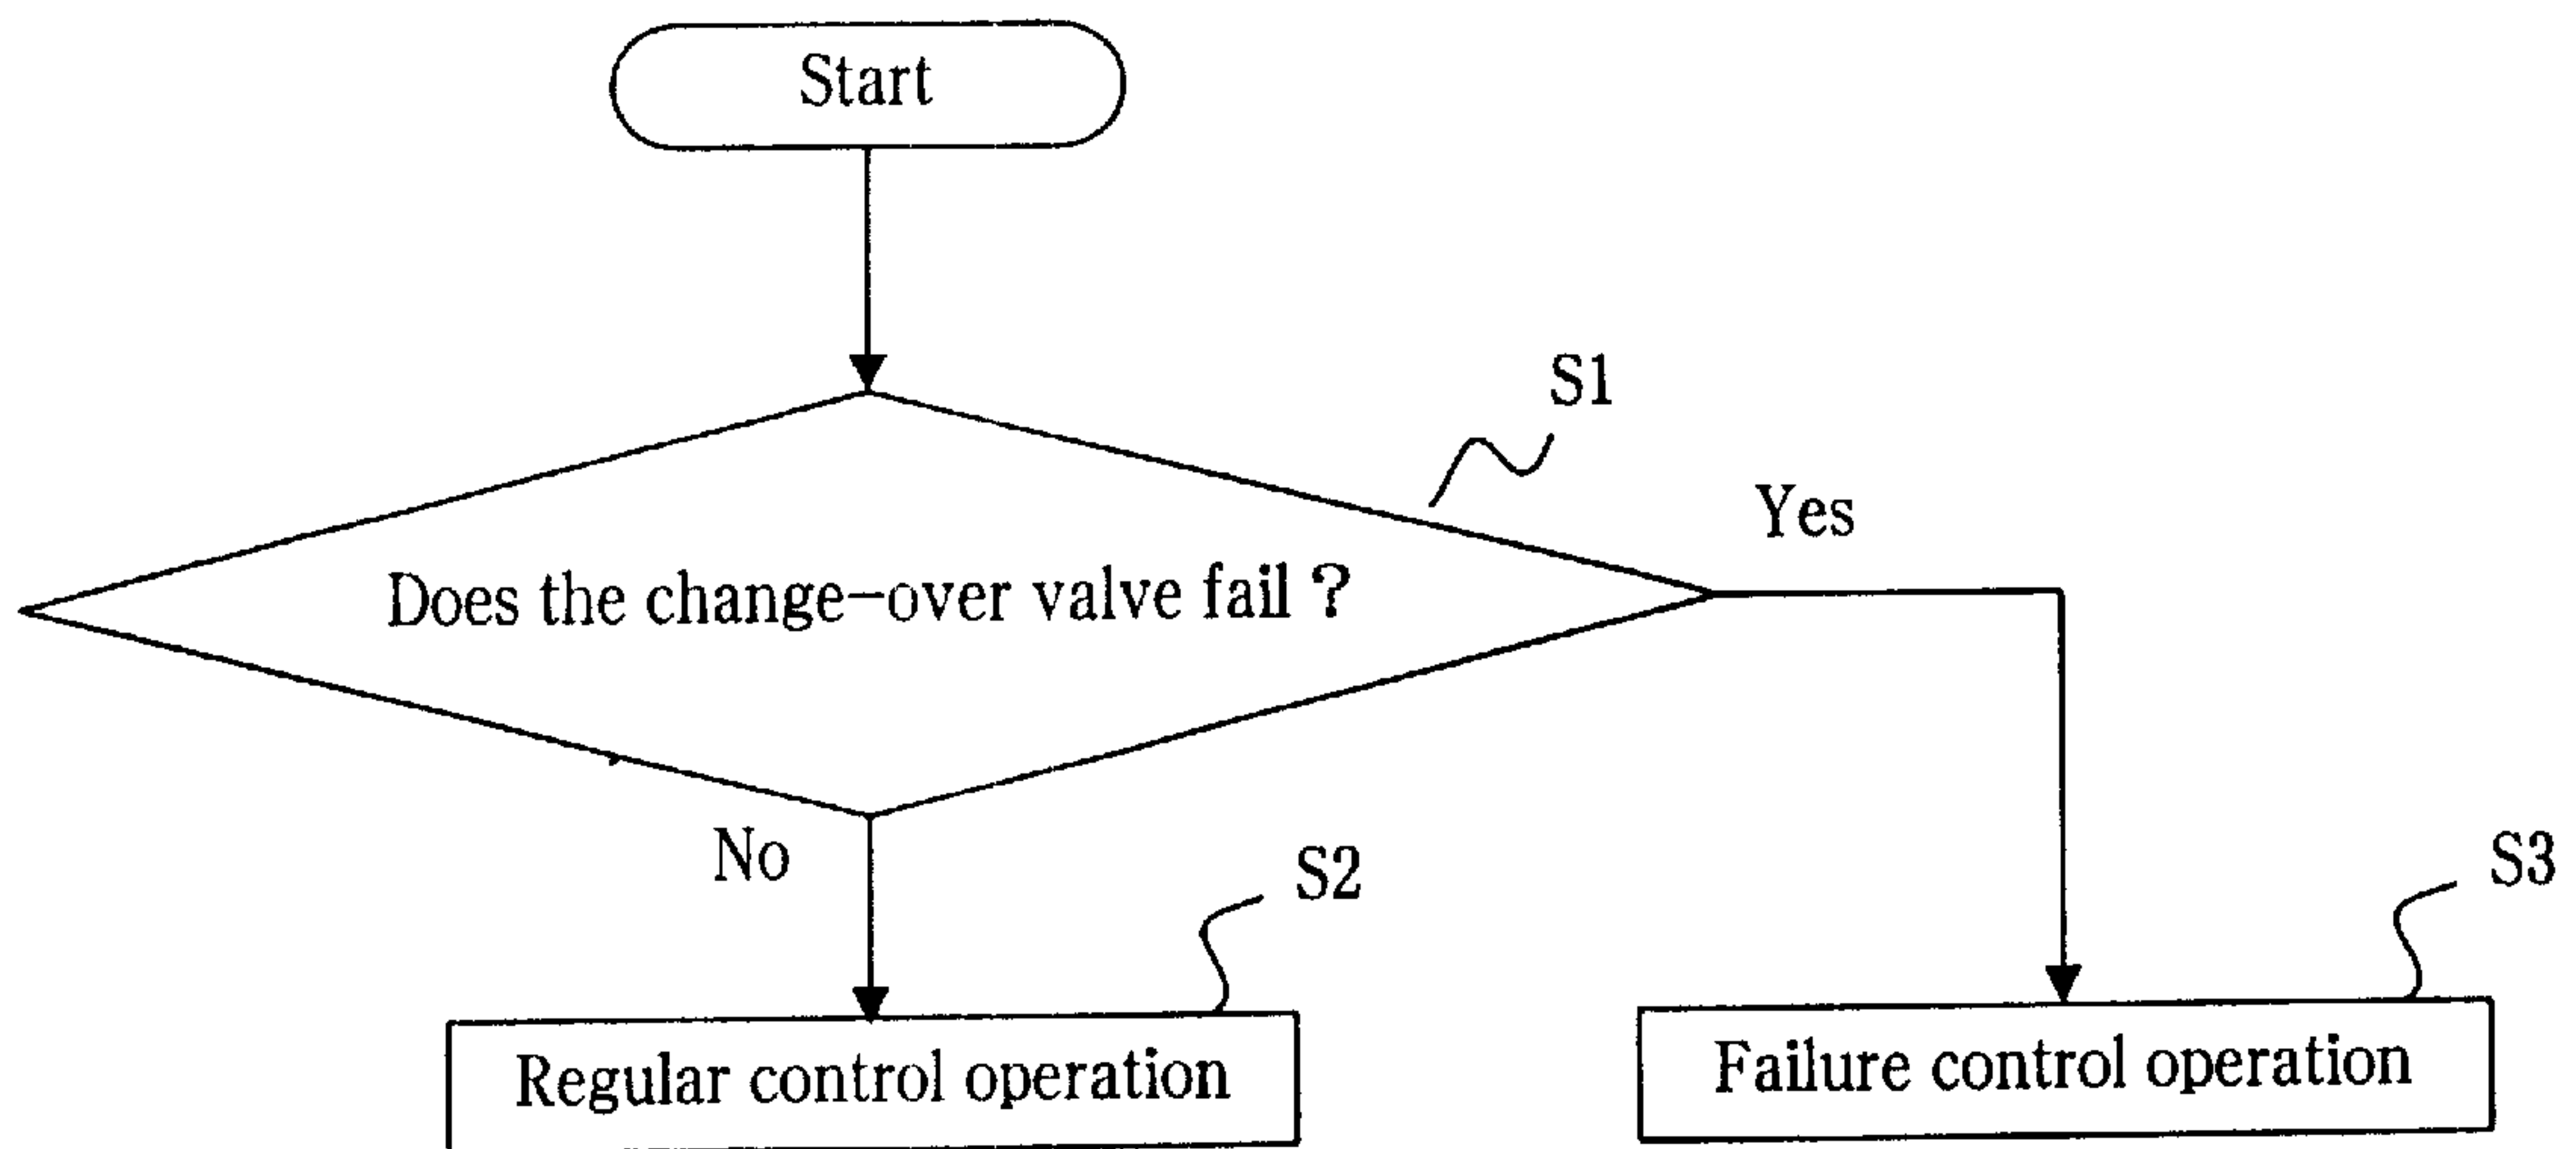 Start
S1
Yes
Does the change-over valve fail ?
No
S2
S3
Regular control operation
Failure control operation